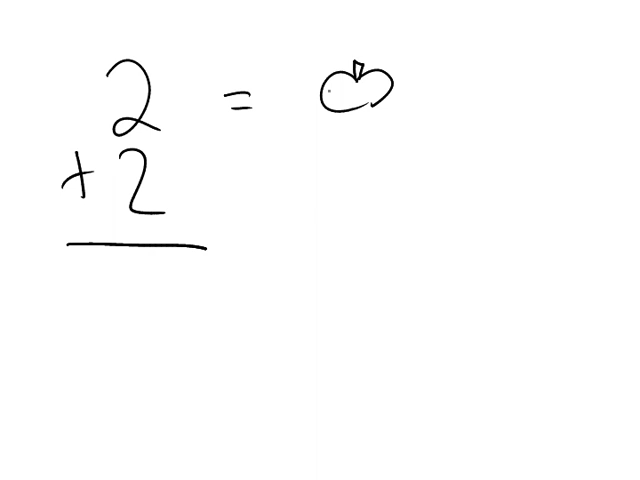 2 =
+ 2